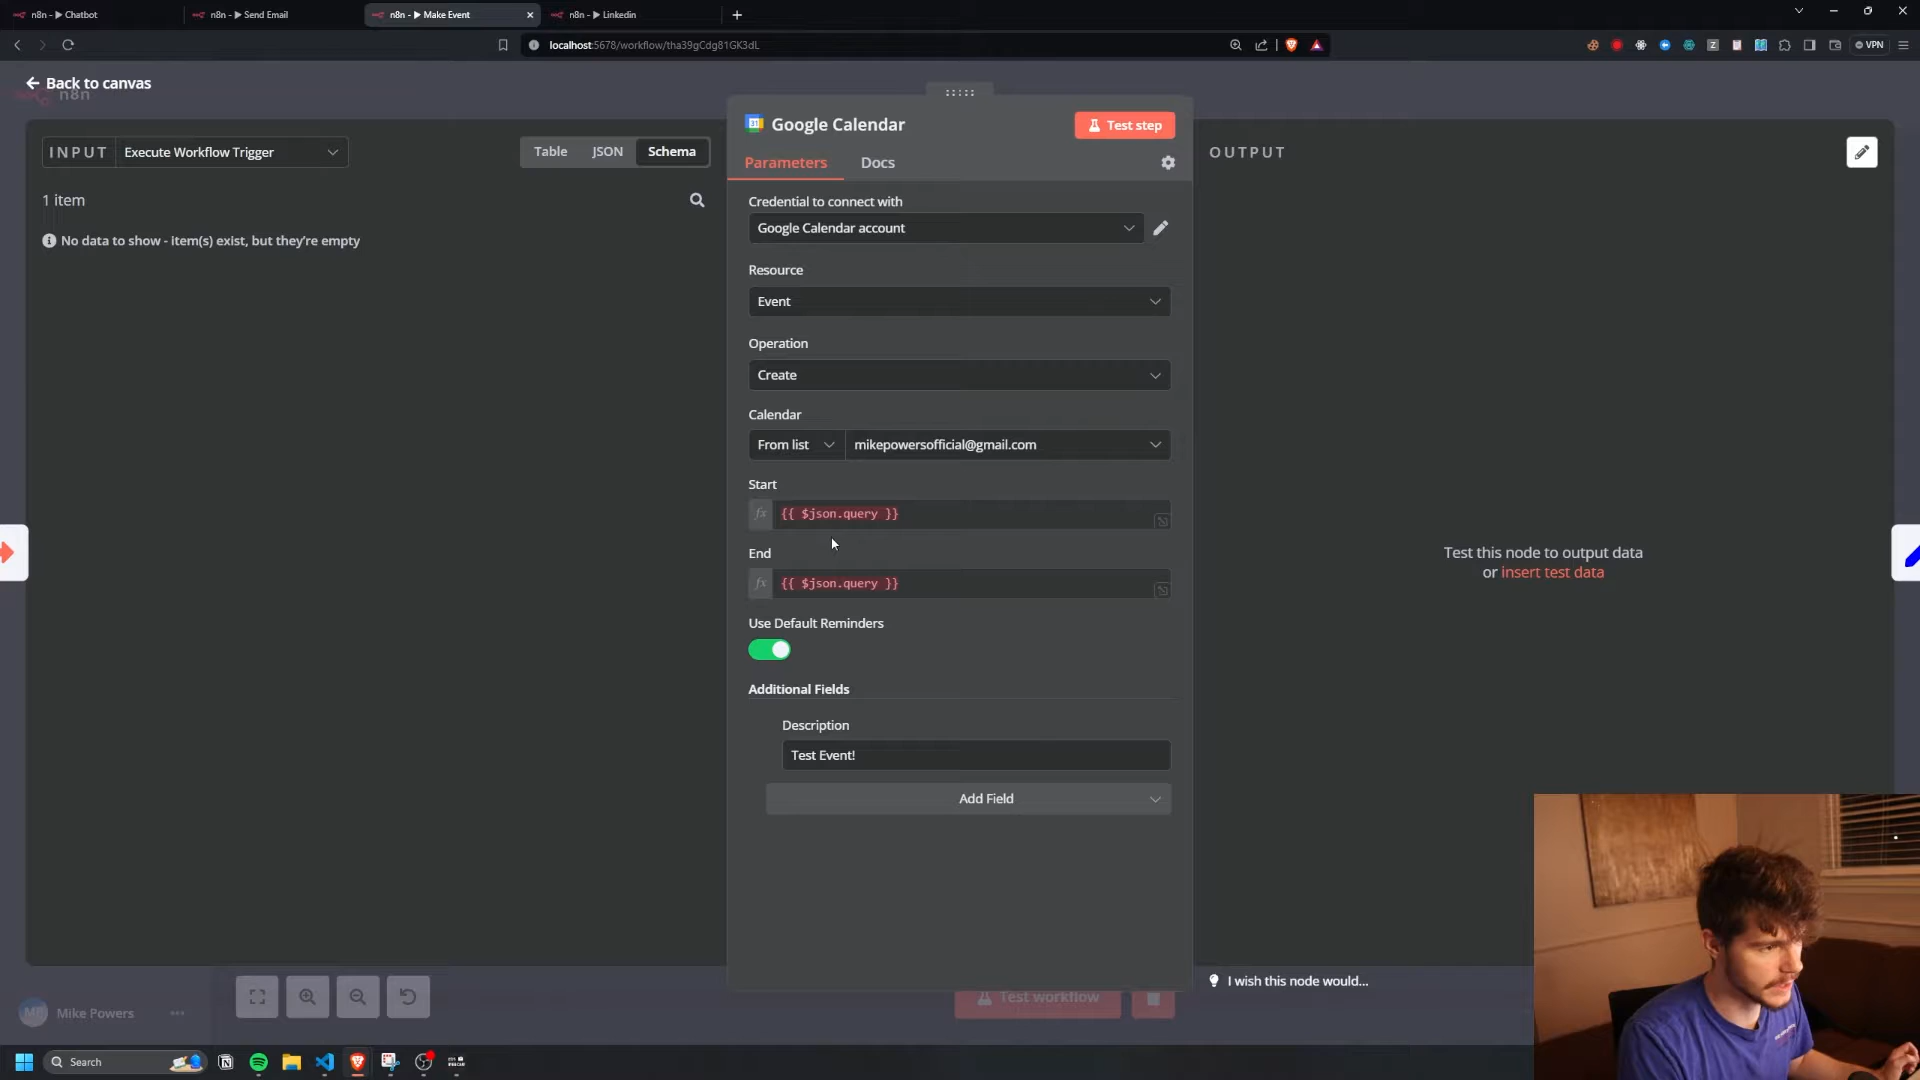 n8n - ▶ Chatbot
n8n - ▶ Send Email
n8n - ▶ Make Event
n8n - ▶ Linkedin
localhost:5678/workflow/tha39gCdg81GK3dL
VPN
Back to canvas
n8n
INPUT
Execute Workflow Trigger
Table
JSON
Schema
1 item
No data to show - item(s) exist, but they're empty
Google Calendar
Test step
Parameters
Docs
Credential to connect with
Google Calendar account
Resource
Event
Operation
Create
Calendar
From list
mikepowersofficial@gmail.com
Start
fx
{{ $json.query }}
End
fx
{{ $json.query }}
Use Default Reminders
Additional Fields
Description
Test Event!
Add Field
OUTPUT
Test this node to output data
or insert test data
I wish this node would...
Test workflow
MP
Mike Powers
Search